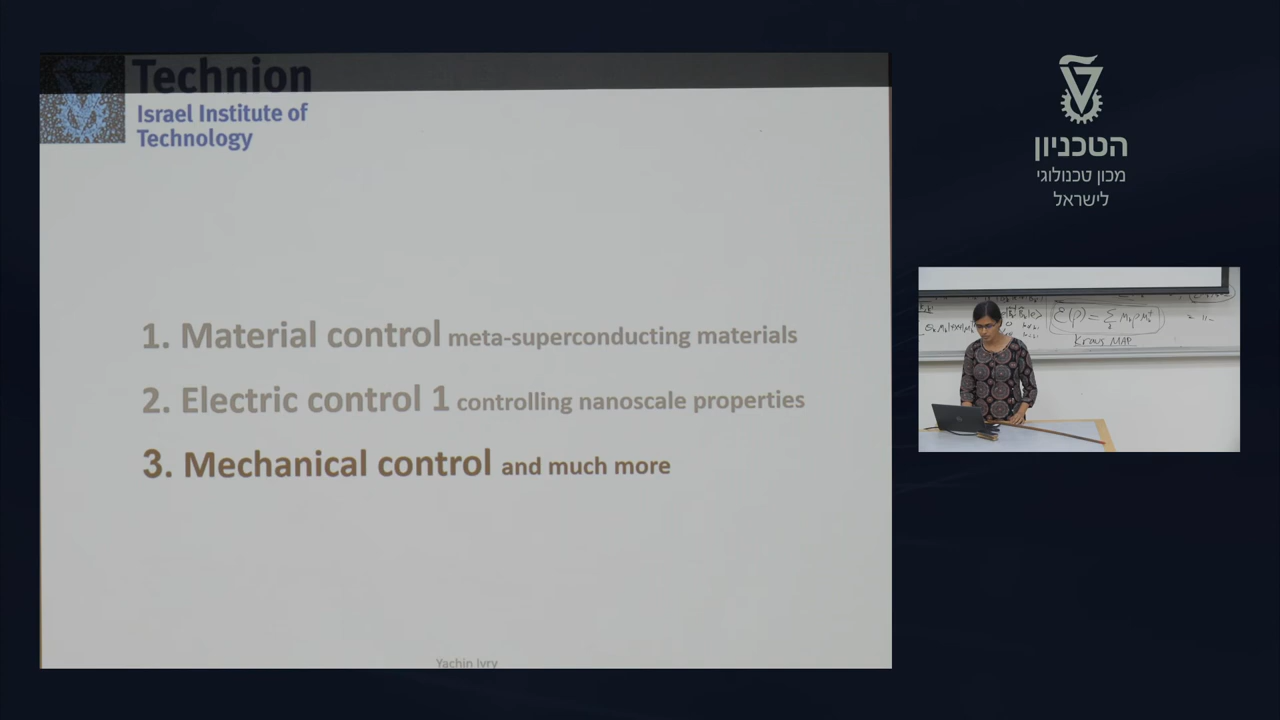 Technion
Israel Institute of
Technology
1. Material control meta-superconducting materials
2. Electric control 1 controlling nanoscale properties
3. Mechanical control and much more
Yachin Ivry
הטכניון
מכון טכנולוגי
לישראל
Kraus MAP